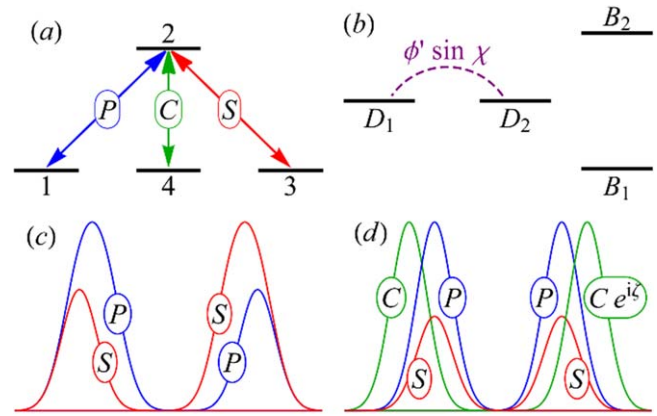 (a)
2
P
C
S
1
4
3
(b)
B₂
ϕ' sin χ
D₁
D₂
B₁
(c)
P
S
S
P
(d)
C
P
S
P
C e^{iζ}
S